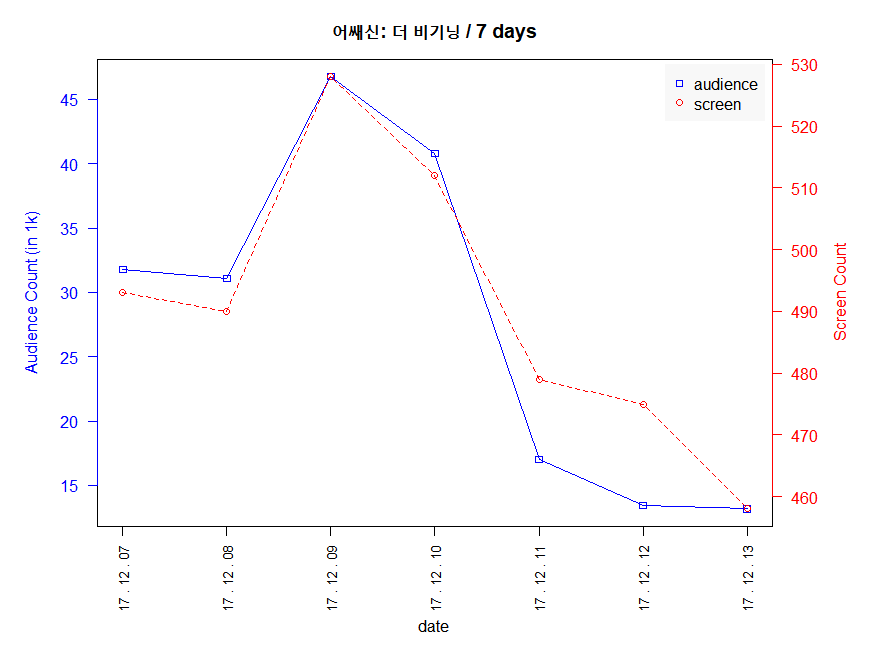 어쌔신: 더 비기닝 / 7 days
audience
screen
Audience Count (in 1k)
45
40
35
30
25
20
15
530
520
510
500
490
480
470
460
Screen Count
17 . 12 . 07
17 . 12 . 08
17 . 12 . 09
17 . 12 . 10
17 . 12 . 11
17 . 12 . 12
17 . 12 . 13
date